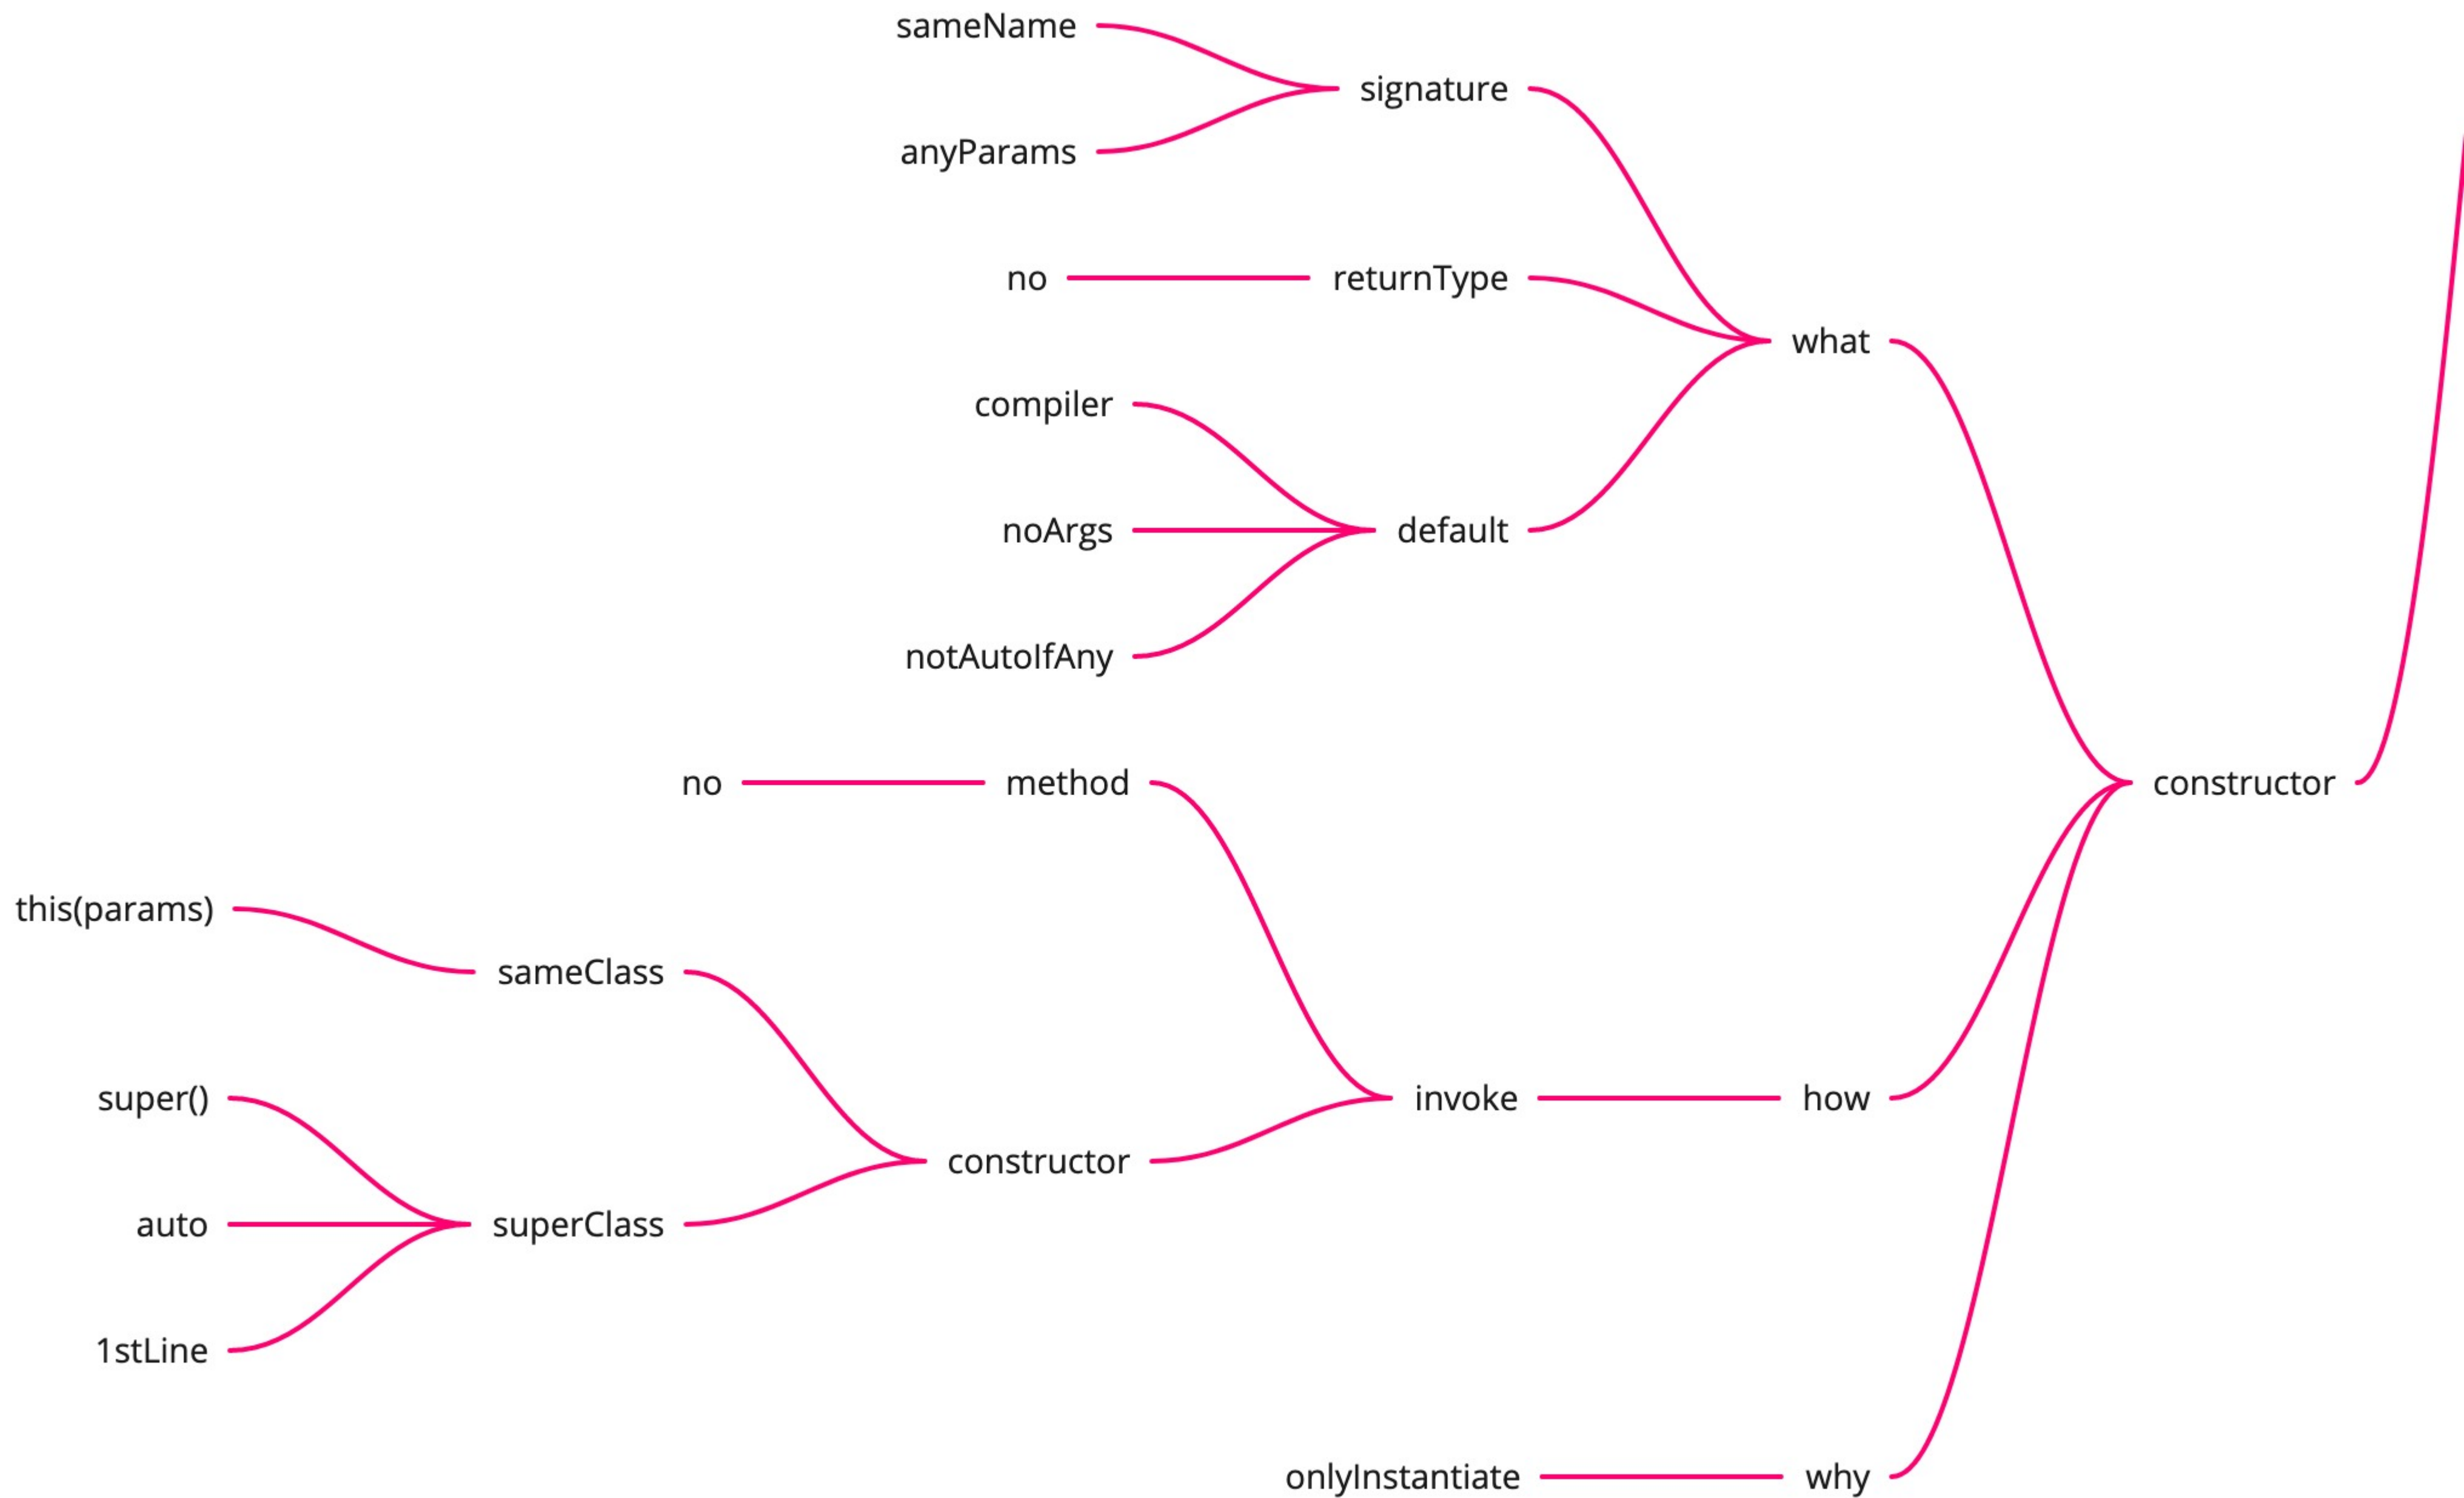 sameName
signature
anyParams
no
returnType
what
compiler
noArgs
default
notAutoIfAny
no
method
constructor
this(params)
sameClass
super()
invoke
how
constructor
auto
superClass
1stLine
onlyInstantiate
why